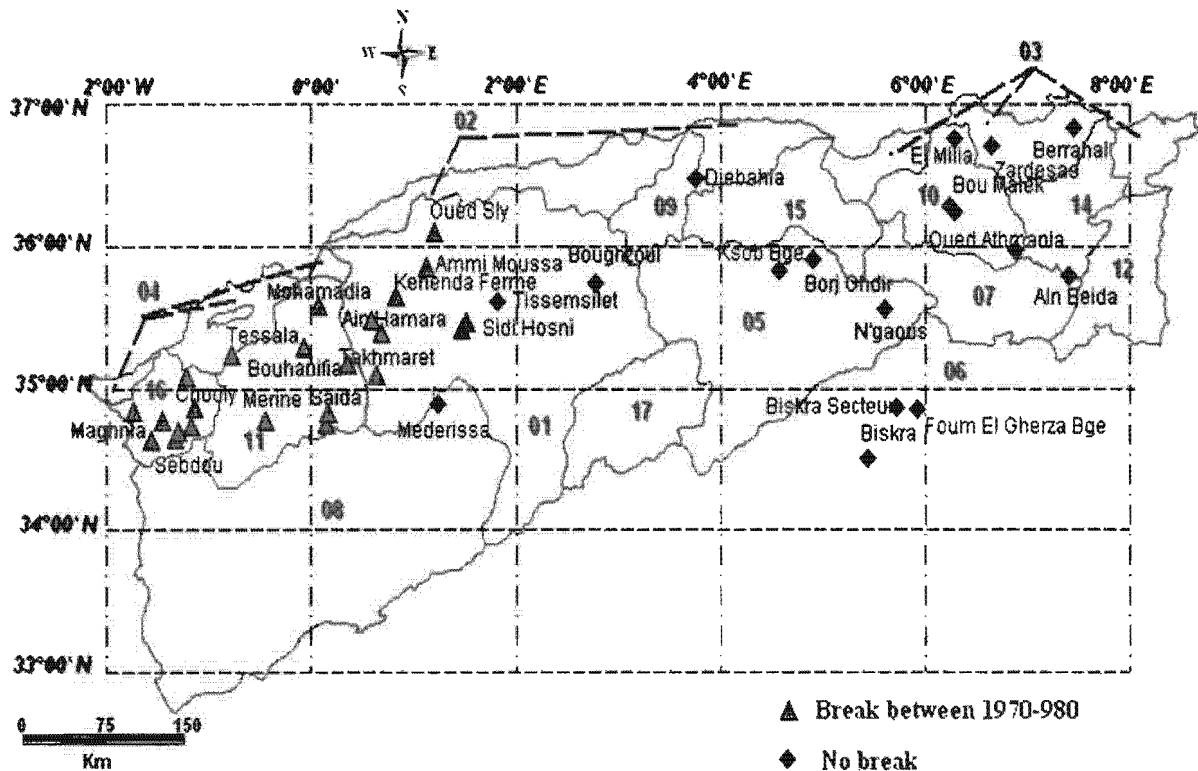 N
W E
S
03
2°00' W 0°00' 2°00' E 4°00' E 6°00' E 8°00' E
37°00' N
02
El Milia
Berrahal
Zardesas
Djebahia
Bou Malek
10
09
15
14
Oued Sly
36°00' N
Oued Athmania
Ammi Moussa
Bougnzoul
Ksob Bge
12
04
Mohamadia
Kenenda Ferme
Borj Ghdir
Ain Beida
07
Tissemsilet
Ain Hamara
Sidi Hosni
N'gaous
05
Tessala
Bouhanifia
Takhmaret
06
35°00' N
16
Chouly
Merine
Saida
Biskra Secteu
Maghnia
11
Mederissa
01
17
Biskra
Foum El Gherza Bge
Sebdou
08
34°00' N
33°00' N
0 75 150
Km
Break between 1970-980
No break